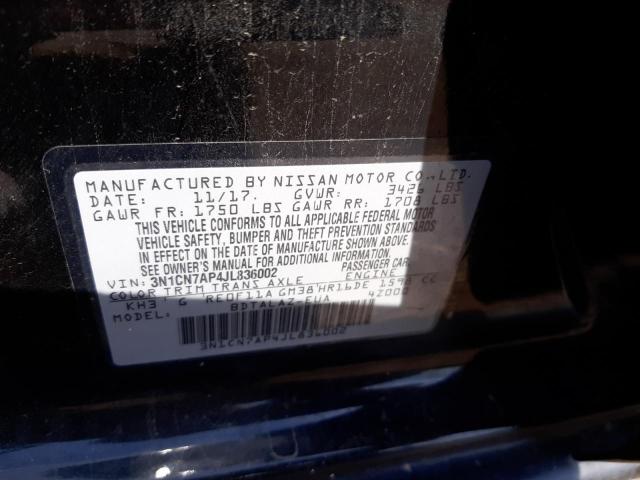 MANUFACTURED BY NISSAN MOTOR CO.,LTD.
DATE: 11/17. GVWR: 3426 LBS
GAWR FR: 1750 LBS GAWR RR: 1708 LBS
THIS VEHICLE CONFORMS TO ALL APPLICABLE FEDERAL MOTOR
VEHICLE SAFETY, BUMPER AND THEFT PREVENTION STANDARDS
IN EFFECT ON THE DATE OF MANUFACTURE SHOWN ABOVE.
SEE OWNER'S MANUAL. PASSENGER CAR.
VIN: 3N1CN7AP4JL836002
COLOR TRIM TRANS AXLE ENGINE
KH3 G RE0F11A GM38 HR16DE 1598 CC
MODEL: BDTALAZ-EUA 4Z002
3N1CN7AP4JL836002